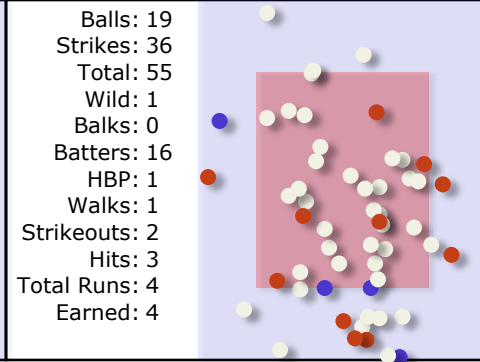 Balls: 19
Strikes: 36
Total: 55
Wild: 1
Balks: 0
Batters: 16
HBP: 1
Walks: 1
Strikeouts: 2
Hits: 3
Total Runs: 4
Earned: 4